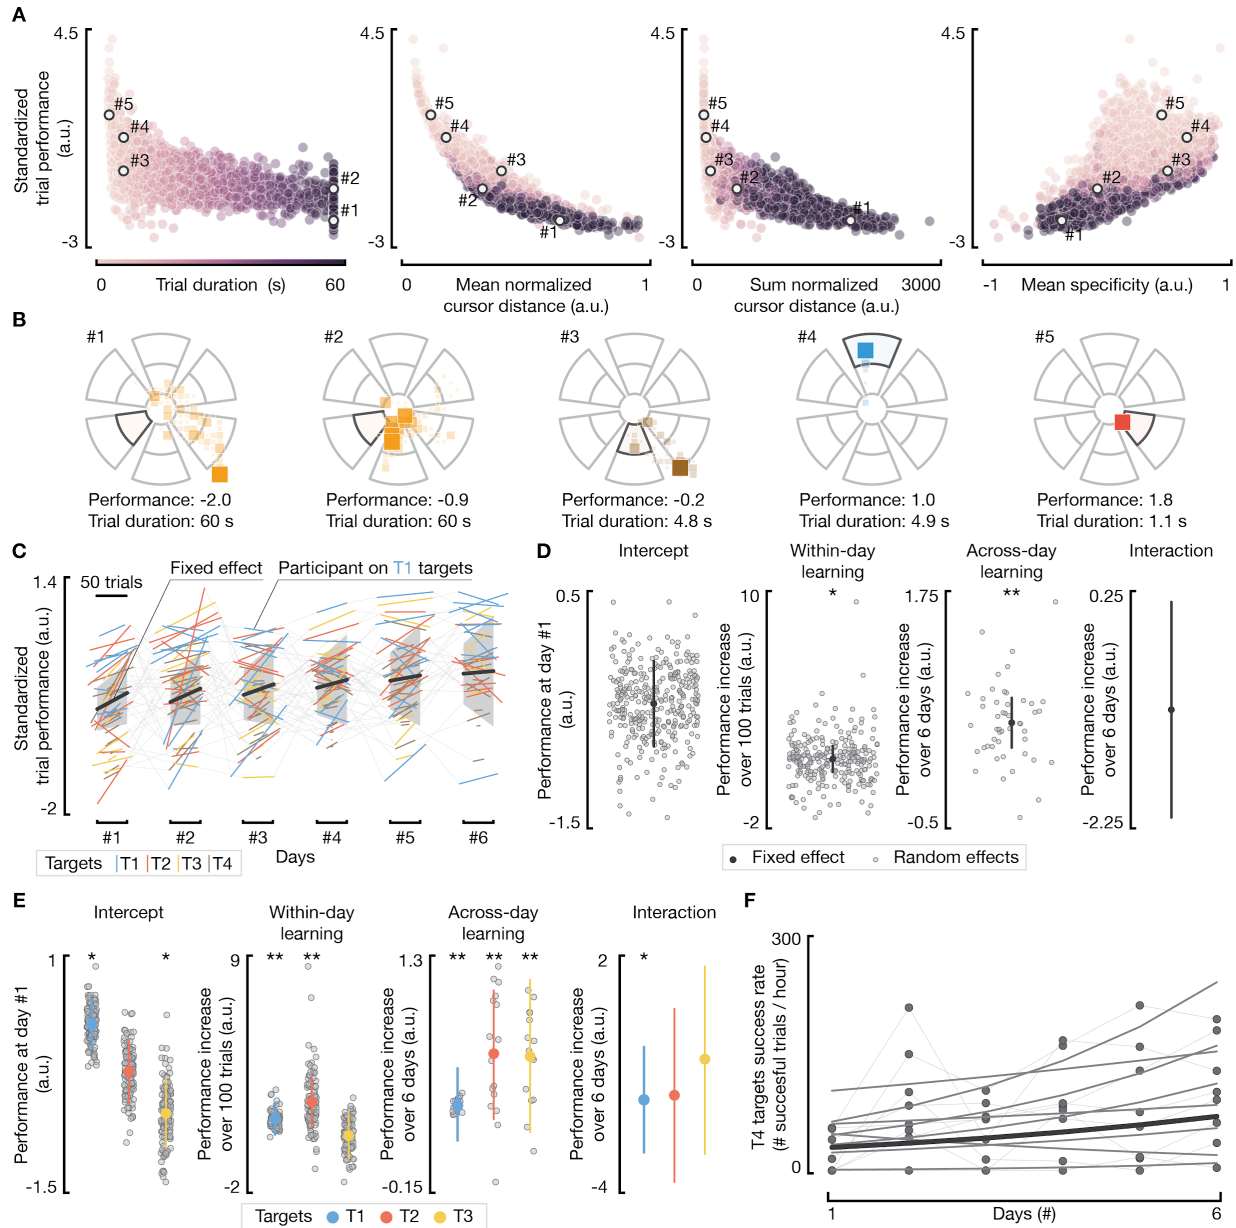 A
Standardized
trial performance
(a.u.)
4.5
-3
#5
#4
#3
#2
#1
0
Trial duration (s)
60
4.5
-3
#5
#4
#3
#2
#1
0
Mean normalized
cursor distance (a.u.)
1
4.5
-3
#5
#4
#3
#2
#1
0
Sum normalized
cursor distance (a.u.)
3000
4.5
-3
#5
#4
#3
#2
#1
-1
Mean specificity (a.u.)
1
B
#1
Performance: -2.0
Trial duration: 60 s
#2
Performance: -0.9
Trial duration: 60 s
#3
Performance: -0.2
Trial duration: 4.8 s
#4
Performance: 1.0
Trial duration: 4.9 s
#5
Performance: 1.8
Trial duration: 1.1 s
C
Fixed effect
Participant on T1 targets
50 trials
1.4
Standardized
trial performance (a.u.)
-2
#1
#2
#3
#4
#5
#6
Days
Targets T1 T2 T3 T4
D
Intercept
0.5
Performance at day #1
(a.u.)
-1.5
Within-day
learning
*
10
Performance increase
over 100 trials (a.u.)
-2
Across-day
learning
**
1.75
Performance increase
over 6 days (a.u.)
-0.5
Interaction
0.25
Performance increase
over 6 days (a.u.)
-2.25
Fixed effect
Random effects
E
Intercept
* *
1
Performance at day #1
(a.u.)
-1.5
Within-day
learning
** **
9
Performance increase
over 100 trials (a.u.)
-2
Across-day
learning
** ** **
1.3
Performance increase
over 6 days (a.u.)
-0.15
Interaction
*
2
Performance increase
over 6 days (a.u.)
-4
Targets T1 T2 T3
F
300
T4 targets success rate
(# succesful trials / hour)
0
1
Days (#)
6